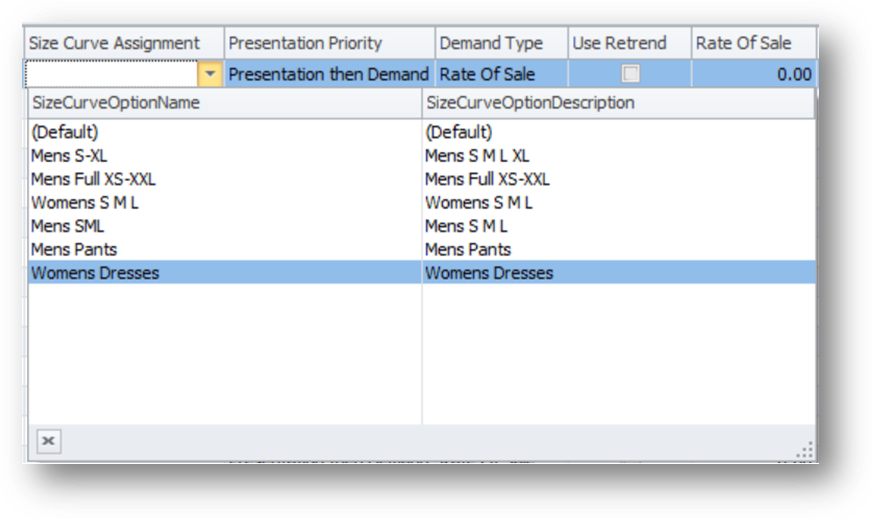 Size Curve Assignment Presentation Priority Demand Type Use Retrend Rate Of Sale
Presentation then Demand Rate Of Sale 0.00
SizeCurveOptionName SizeCurveOptionDescription
(Default) (Default)
Mens S-XL Mens S M L XL
Mens Full XS-XXL Mens Full XS-XXL
Womens S M L Womens S M L
Mens SML Mens S M L
Mens Pants Mens Pants
Womens Dresses Womens Dresses